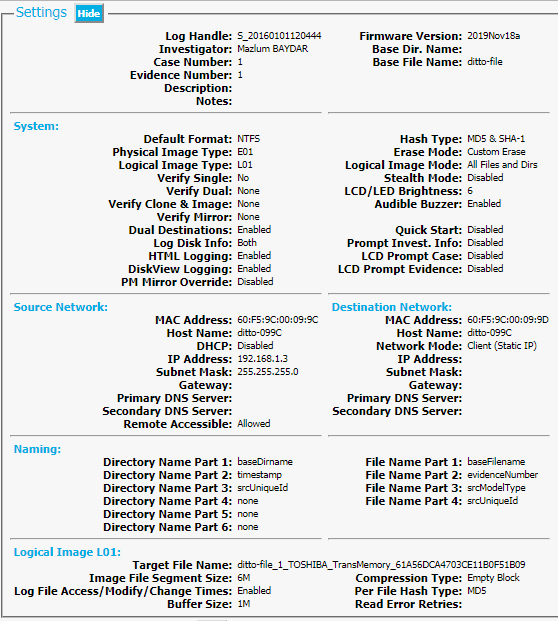 Settings Hide
Log Handle: S_20160101120444 Firmware Version: 2019Nov18a
Investigator: Mazlum BAYDAR Base Dir. Name:
Case Number: 1 Base File Name: ditto-file
Evidence Number: 1
Description:
Notes:
System:
Default Format: NTFS Hash Type: MD5 & SHA-1
Physical Image Type: E01 Erase Mode: Custom Erase
Logical Image Type: L01 Logical Image Mode: All Files and Dirs
Verify Single: No Stealth Mode: Disabled
Verify Dual: None LCD/LED Brightness: 6
Verify Clone & Image: None Audible Buzzer: Enabled
Verify Mirror: None
Dual Destinations: Enabled Quick Start: Disabled
Log Disk Info: Both Prompt Invest. Info: Disabled
HTML Logging: Enabled LCD Prompt Case: Disabled
DiskView Logging: Enabled LCD Prompt Evidence: Disabled
PM Mirror Override: Disabled
Source Network: Destination Network:
MAC Address: 60:F5:9C:00:09:9C MAC Address: 60:F5:9C:00:09:9D
Host Name: ditto-099C Host Name: ditto-099C
DHCP: Disabled Network Mode: Client (Static IP)
IP Address: 192.168.1.3 IP Address:
Subnet Mask: 255.255.255.0 Subnet Mask:
Gateway: Gateway:
Primary DNS Server: Primary DNS Server:
Secondary DNS Server: Secondary DNS Server:
Remote Accessible: Allowed
Naming:
Directory Name Part 1: baseDirname File Name Part 1: baseFilename
Directory Name Part 2: timestamp File Name Part 2: evidenceNumber
Directory Name Part 3: srcUniqueId File Name Part 3: srcModelType
Directory Name Part 4: none File Name Part 4: srcUniqueId
Directory Name Part 5: none
Directory Name Part 6: none
Logical Image L01:
Target File Name: ditto-file_1_TOSHIBA_TransMemory_61A56DCA4703CE11B0F51B09
Image File Segment Size: 6M Compression Type: Empty Block
Log File Access/Modify/Change Times: Enabled Per File Hash Type: MD5
Buffer Size: 1M Read Error Retries: